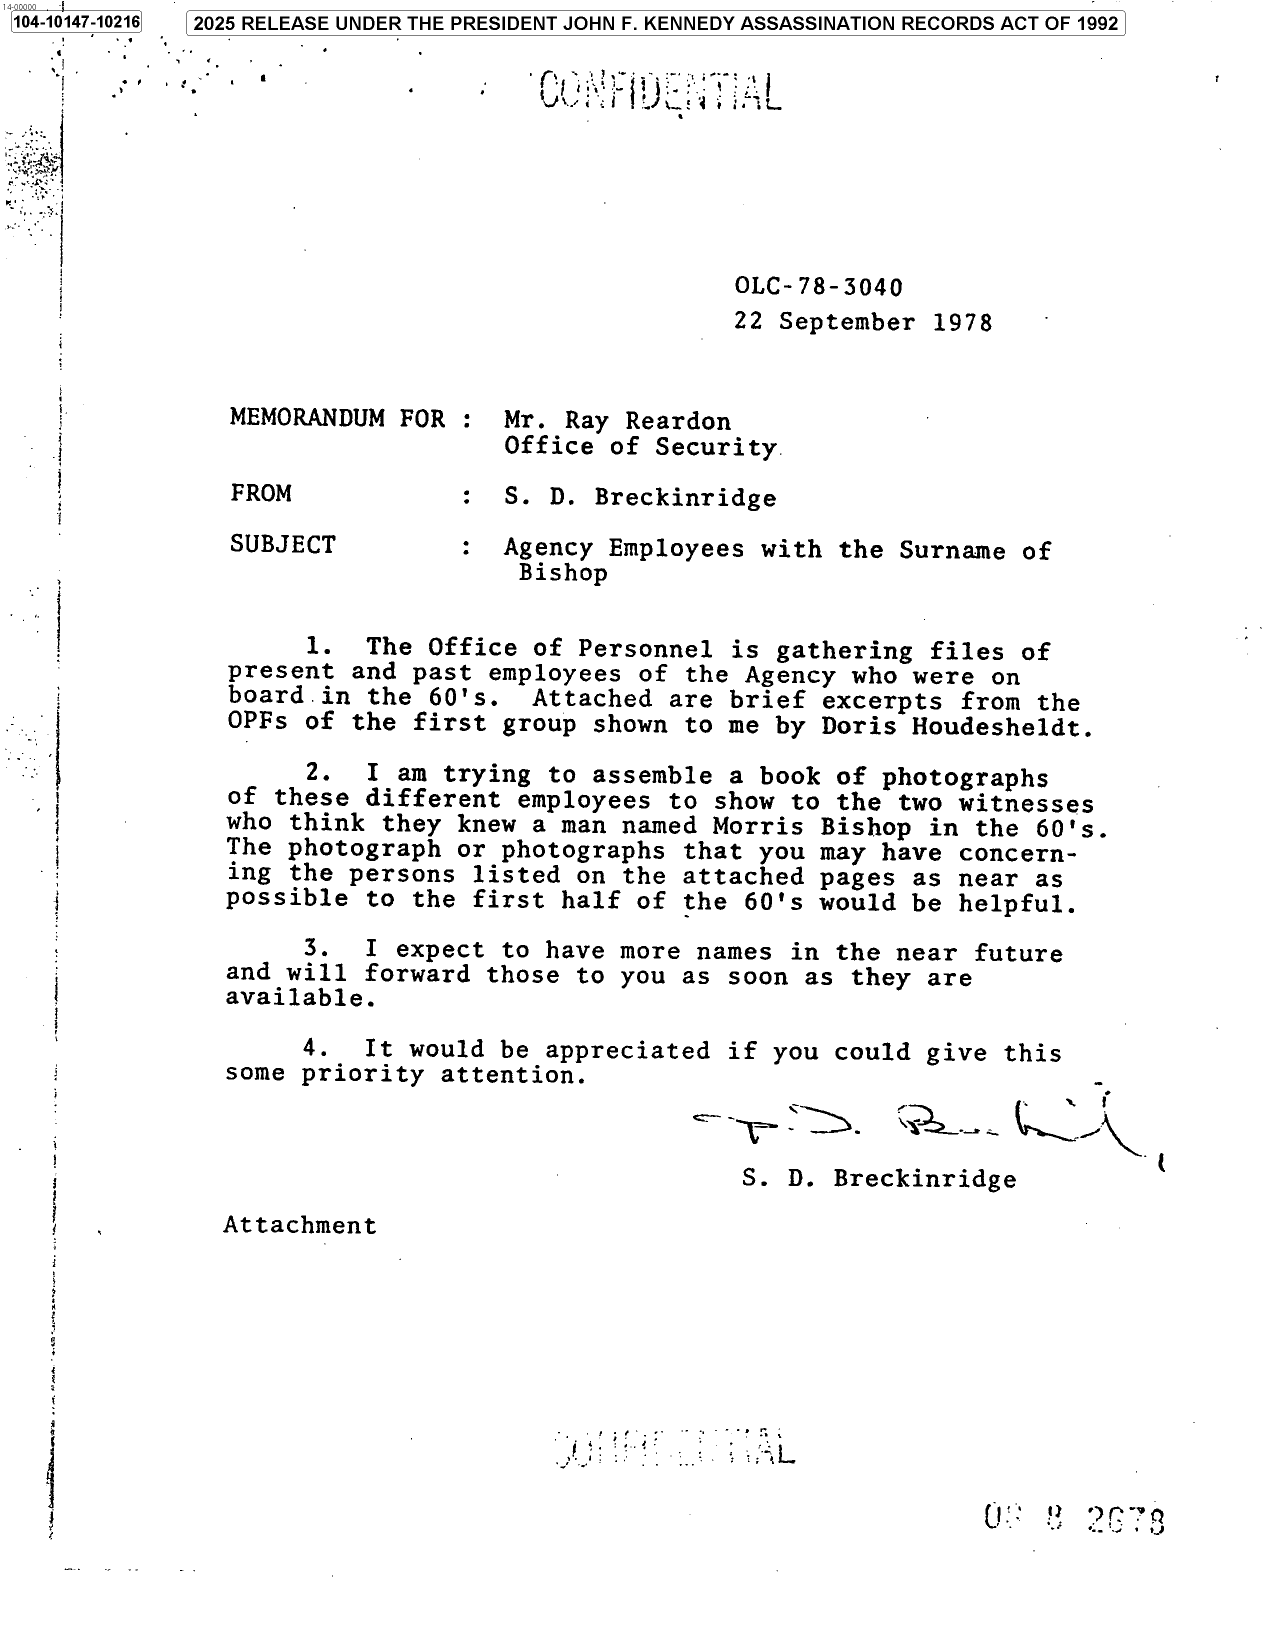 14-00000
104-10147-10216
2025 RELEASE UNDER THE PRESIDENT JOHN F. KENNEDY ASSASSINATION RECORDS ACT OF 1992
CONFIDENTIAL
OLC-78-3040
22 September 1978
MEMORANDUM FOR : Mr. Ray Reardon
Office of Security
FROM : S. D. Breckinridge
SUBJECT : Agency Employees with the Surname of
Bishop
1. The Office of Personnel is gathering files of
present and past employees of the Agency who were on
board in the 60's. Attached are brief excerpts from the
OPFs of the first group shown to me by Doris Houdesheldt.
2. I am trying to assemble a book of photographs
of these different employees to show to the two witnesses
who think they knew a man named Morris Bishop in the 60's.
The photograph or photographs that you may have concern-
ing the persons listed on the attached pages as near as
possible to the first half of the 60's would be helpful.
3. I expect to have more names in the near future
and will forward those to you as soon as they are
available.
4. It would be appreciated if you could give this
some priority attention.
S. D. Breckinridge
Attachment
CONFIDENTIAL